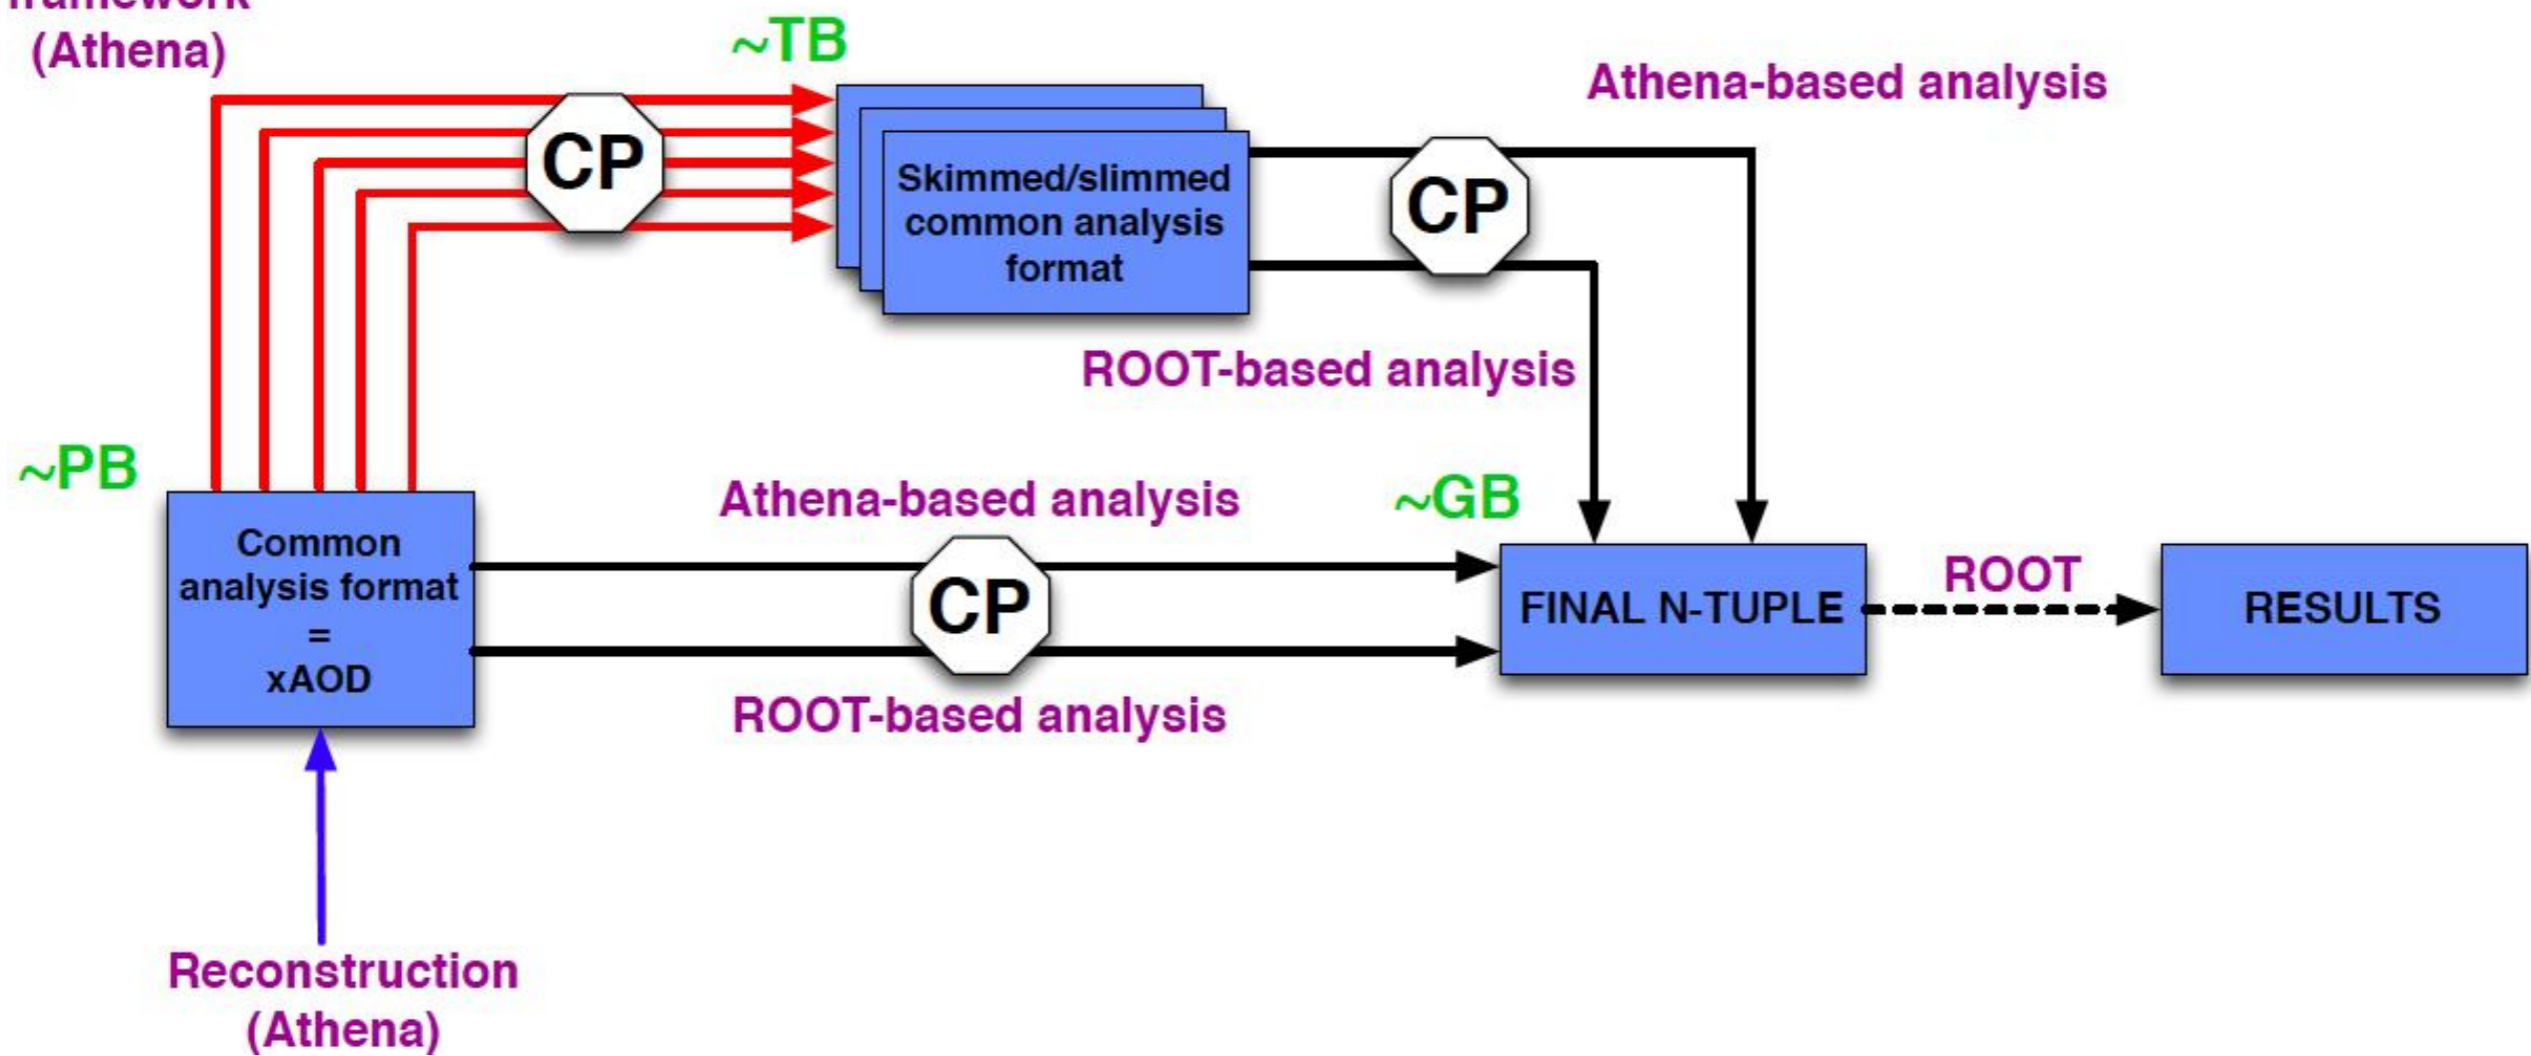 framework
(Athena)
~TB
Athena-based analysis
CP
CP
Skimmed/slimmed
common analysis
format
ROOT-based analysis
~PB
Athena-based analysis
~GB
Common
analysis format
=
xAOD
CP
FINAL N-TUPLE
ROOT
RESULTS
ROOT-based analysis
Reconstruction
(Athena)